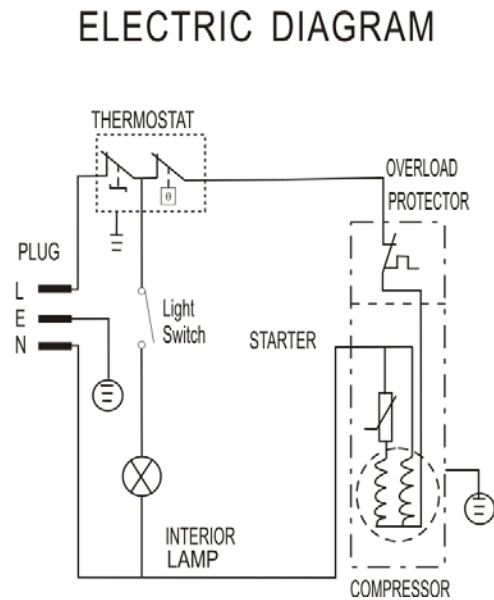 ELECTRIC DIAGRAM
THERMOSTAT
θ
OVERLOAD
PROTECTOR
PLUG
L
E
N
Light
Switch
STARTER
INTERIOR
LAMP
COMPRESSOR